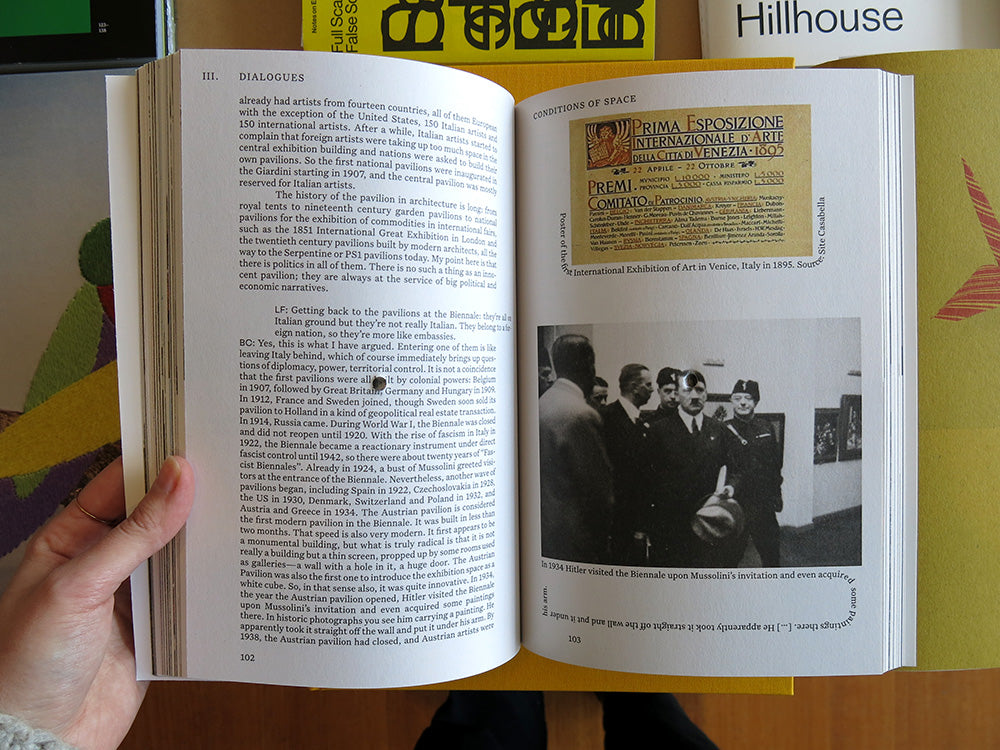 123–
138
Notes on E
Full Sca
False Sc
Hillhouse
III. DIALOGUES
already had artists from fourteen countries, all of them European
with the exception of the United States, 150 Italian artists and
150 international artists. After a while, Italian artists started to
complain that foreign artists were taking up too much space in the
central exhibition building and nations were asked to build their
own pavilions. So the first national pavilions were inaugurated in
the Giardini starting in 1907, and the central pavilion was mostly
reserved for Italian artists.
The history of the pavilion in architecture is long: from
royal tents to nineteenth century garden pavilions to national
pavilions for the exhibition of commodities in international fairs,
such as the 1851 International Great Exhibition in London and
the twentieth century pavilions built by modern architects, all the
way to the Serpentine or PS1 pavilions today. My point here is that
there is politics in all of them. There is no such a thing as an inno-
cent pavilion; they are always at the service of big political and
economic narratives.
LF: Getting back to the pavilions at the Biennale: they're all on
Italian ground but they're not really Italian. They belong to a for-
eign nation, so they're more like embassies.
BC: Yes, this is what I have argued. Entering one of them is like
leaving Italy behind, which of course immediately brings up ques-
tions of diplomacy, power, territorial control. It is not a coincidence
that the first pavilions were all built by colonial powers: Belgium
in 1907, followed by Great Britain, Germany and Hungary in 1909.
In 1912, France and Sweden joined, though Sweden soon sold its
pavilion to Holland in a kind of geopolitical real estate transaction.
In 1914, Russia came. During World War I, the Biennale was closed
and did not reopen until 1920. With the rise of fascism in Italy in
1922, the Biennale became a reactionary instrument under direct
fascist control until 1942, so there were about twenty years of "Fas-
cist Biennales". Already in 1924, a bust of Mussolini greeted visi-
tors at the entrance of the Biennale. Nevertheless, another wave of
pavilions began, including Spain in 1922, Czechoslovakia in 1928,
the US in 1930, Denmark, Switzerland and Poland in 1932, and
Austria and Greece in 1934. The Austrian pavilion is considered
the first modern pavilion in the Biennale. It was built in less than
two months. That speed is also very modern. It first appears to be
a monumental building, but what is truly radical is that it is not
really a building but a thin screen, propped up by some rooms used
as galleries—a wall with a hole in it, a huge door. The Austrian
Pavilion was also the first one to introduce the exhibition space as a
white cube. So, in that sense also, it was quite innovative. In 1934,
the year the Austrian pavilion opened, Hitler visited the Biennale
upon Mussolini's invitation and even acquired some paintings
there. In historic photographs you see him carrying a painting. He
apparently took it straight off the wall and put it under his arm. By
1938, the Austrian pavilion had closed, and Austrian artists were
102
CONDITIONS OF SPACE
PRIMA ESPOSIZIONE
INTERNAZIONALE D'ARTE
DELLA CITTÀ DI VENEZIA · 1895
22 APRILE - 22 OTTOBRE
PREMI MUNICIPIO L.10000 - MINISTERO L.5000
PROVINCIA L.5000 - CASSA RISPARMIO L.5000
COMITATO DI PATROCINIO
Poster of the first International Exhibition of Art in Venice, Italy in 1895. Source: Site Casabella
In 1934 Hitler visited the Biennale upon Mussolini's invitation and even acquired some paintings there. [...] He apparently took it straight off the wall and put it under his arm.
103